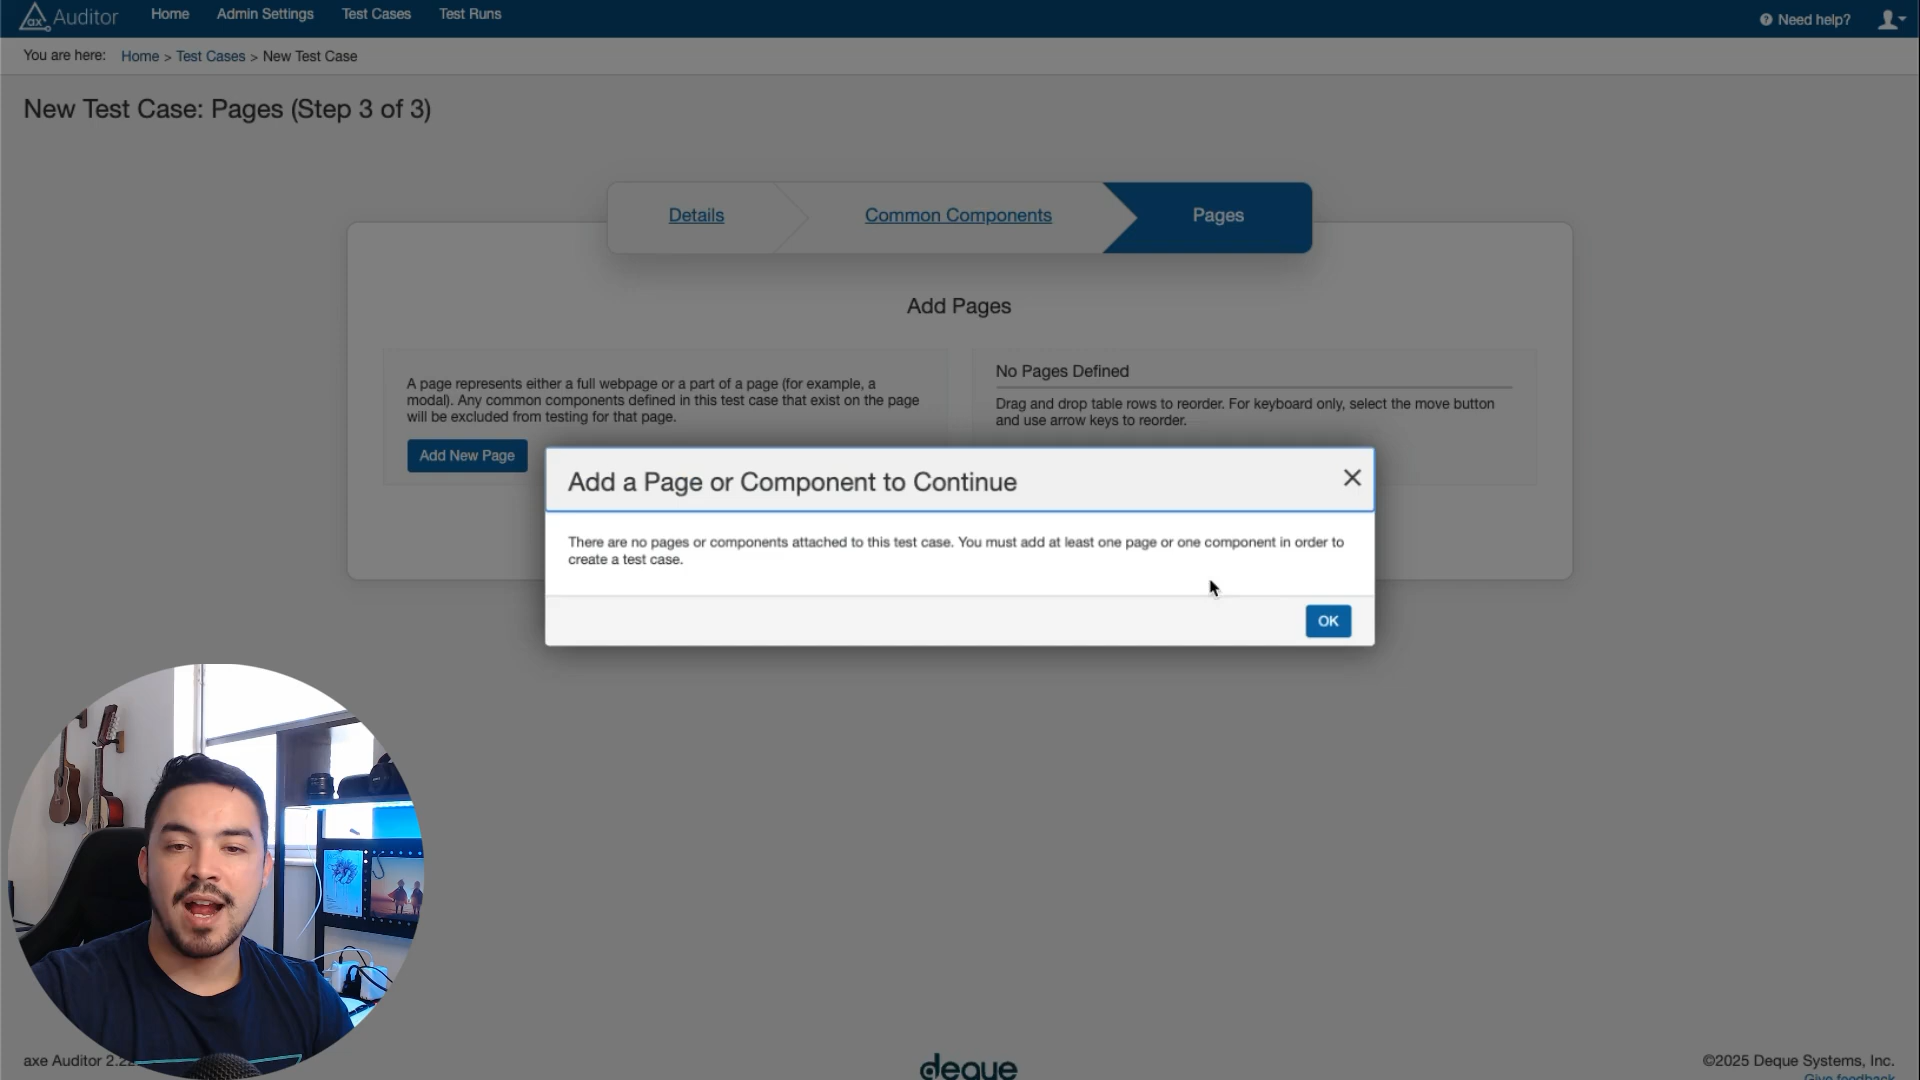 ax Auditor
Home
Admin Settings
Test Cases
Test Runs
Need help?
You are here: Home > Test Cases > New Test Case
New Test Case: Pages (Step 3 of 3)
Details
Common Components
Pages
Add Pages
A page represents either a full webpage or a part of a page (for example, a
modal). Any common components defined in this test case that exist on the page
will be excluded from testing for that page.
Add New Page
No Pages Defined
Drag and drop table rows to reorder. For keyboard only, select the move button
and use arrow keys to reorder.
Add a Page or Component to Continue
There are no pages or components attached to this test case. You must add at least one page or one component in order to
create a test case.
OK
axe Auditor
deque
©2025 Deque Systems, Inc.
Give feedback